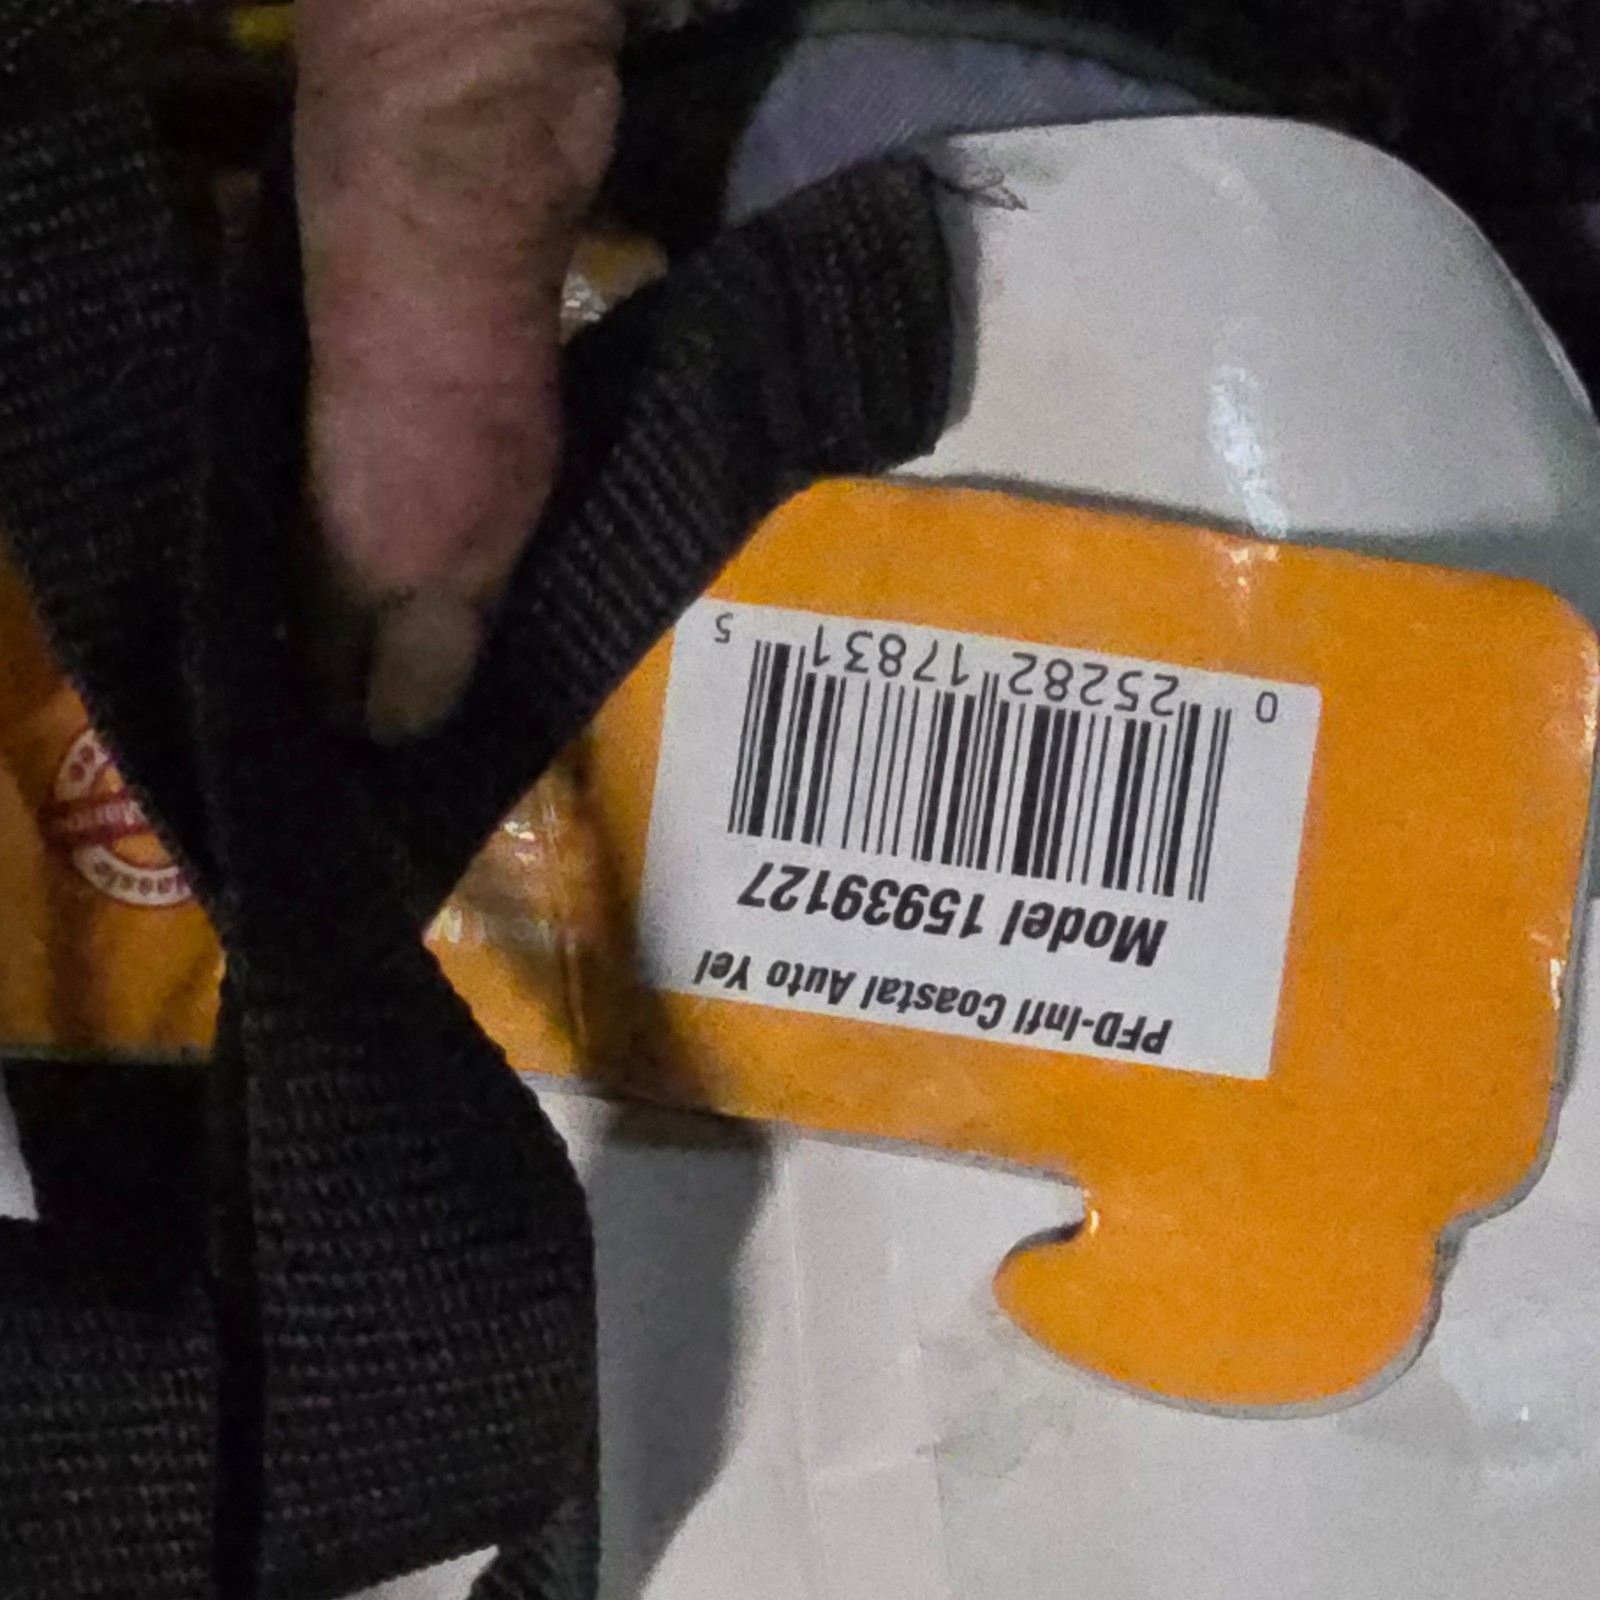 PFD-Infl Coastal Auto Yel
Model 15939127
0 25282 17831 5